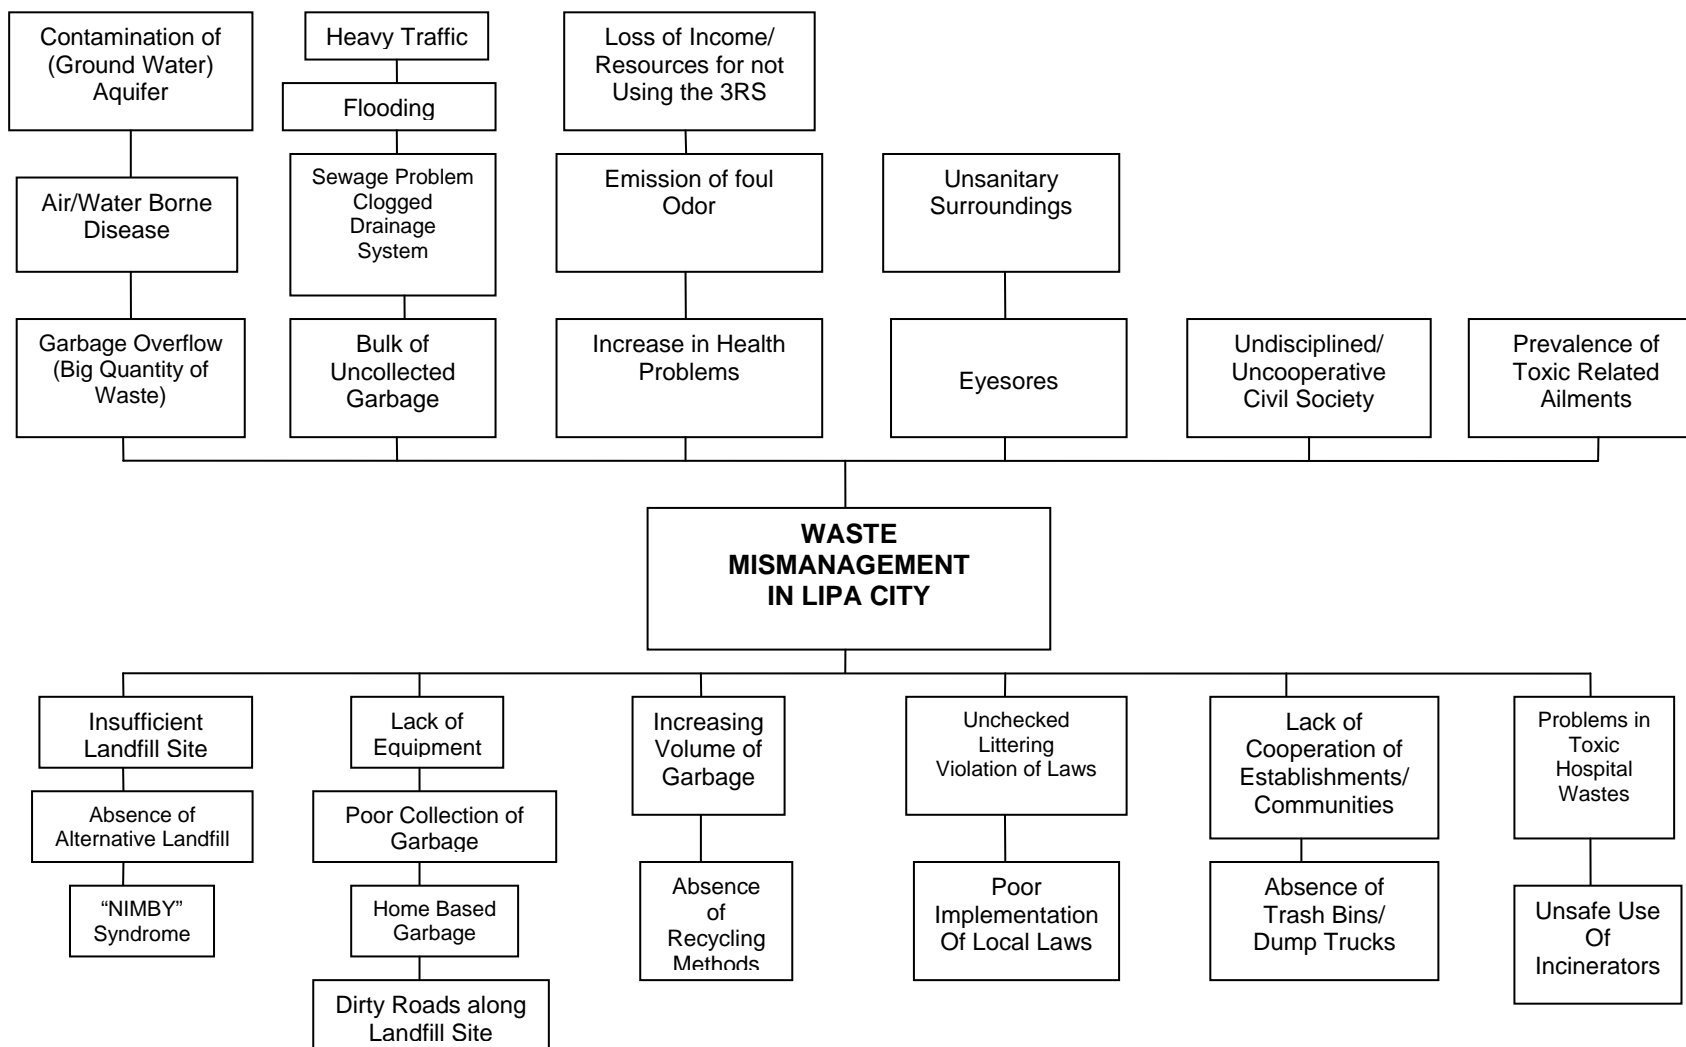 Contamination of
(Ground Water)
Aquifer
Heavy Traffic
Loss of Income/
Resources for not
Using the 3RS
Flooding
Air/Water Borne
Disease
Sewage Problem
Clogged
Drainage
System
Emission of foul
Odor
Unsanitary
Surroundings
Garbage Overflow
(Big Quantity of
Waste)
Bulk of
Uncollected
Garbage
Increase in Health
Problems
Eyesores
Undisciplined/
Uncooperative
Civil Society
Prevalence of
Toxic Related
Ailments
WASTE
MISMANAGEMENT
IN LIPA CITY
Insufficient
Landfill Site
Lack of
Equipment
Increasing
Volume of
Garbage
Unchecked
Littering
Violation of Laws
Lack of
Cooperation of
Establishments/
Communities
Problems in
Toxic
Hospital
Wastes
Absence of
Alternative Landfill
Poor Collection of
Garbage
Absence
of
Recycling
Methods
Poor
Implementation
Of Local Laws
Absence of
Trash Bins/
Dump Trucks
Unsafe Use
Of
Incinerators
“NIMBY”
Syndrome
Home Based
Garbage
Dirty Roads along
Landfill Site